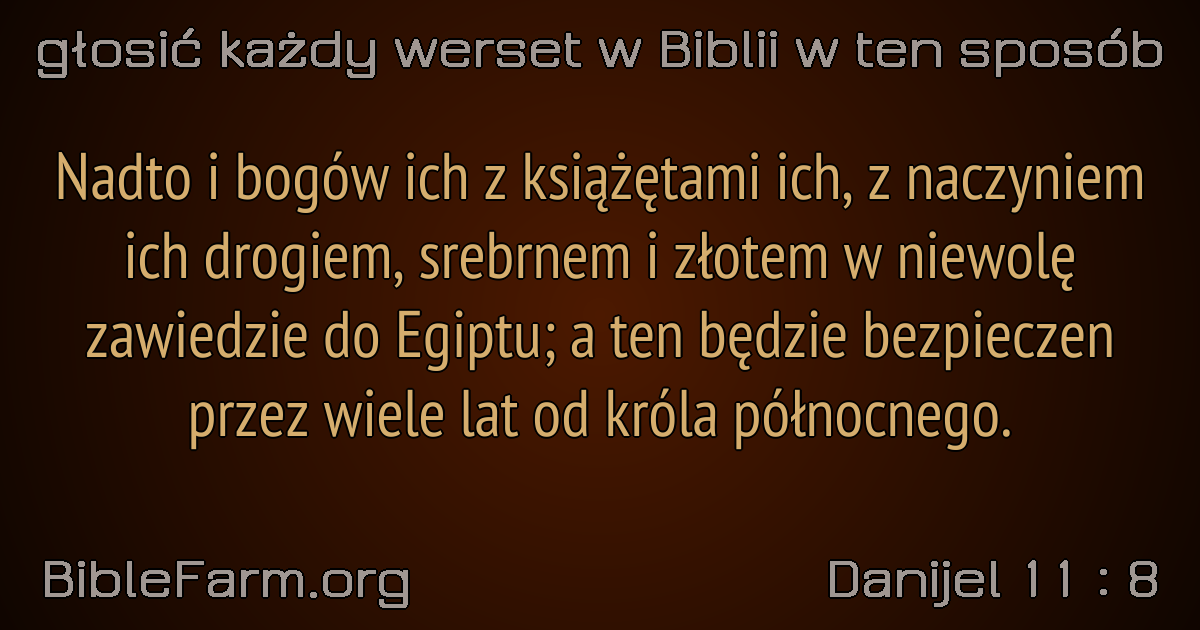 głosić każdy werset w Biblii w ten sposób
Nadto i bogów ich z książętami ich, z naczyniem
ich drogiem, srebrnem i złotem w niewolę
zawiedzie do Egiptu; a ten będzie bezpieczen
przez wiele lat od króla północnego.
BibleFarm.org
Danijel 11 : 8